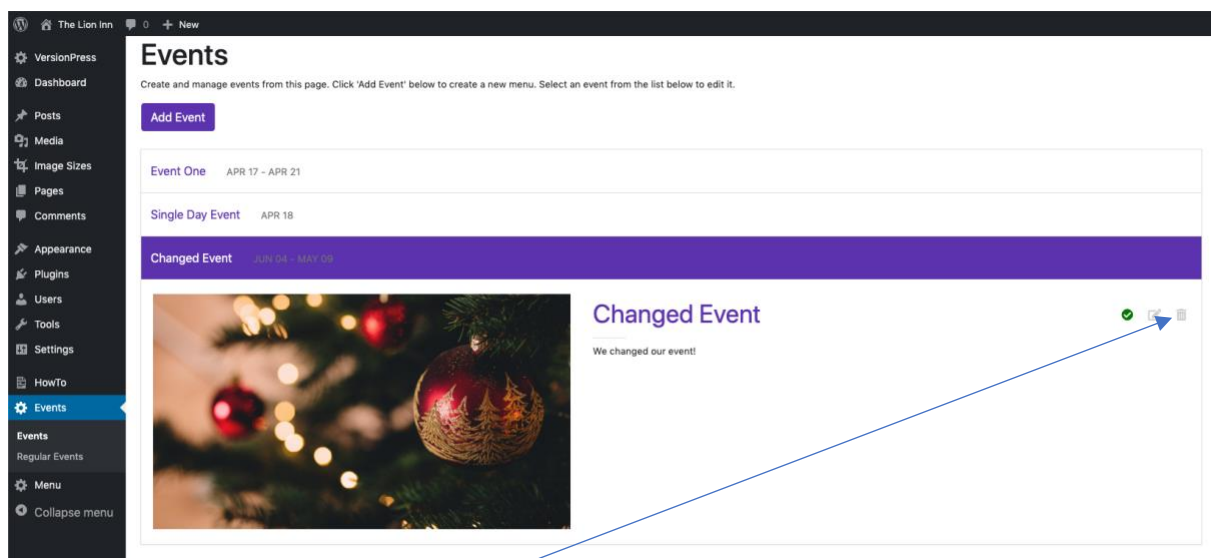 The Lion Inn 0 + New
VersionPress
Dashboard
Posts
Media
Image Sizes
Pages
Comments
Appearance
Plugins
Users
Tools
Settings
HowTo
Events
Events
Regular Events
Menu
Collapse menu
Events
Create and manage events from this page. Click 'Add Event' below to create a new menu. Select an event from the list below to edit it.
Add Event
Event One APR 17 - APR 21
Single Day Event APR 18
Changed Event JUN 04 - MAY 09
Changed Event
We changed our event!